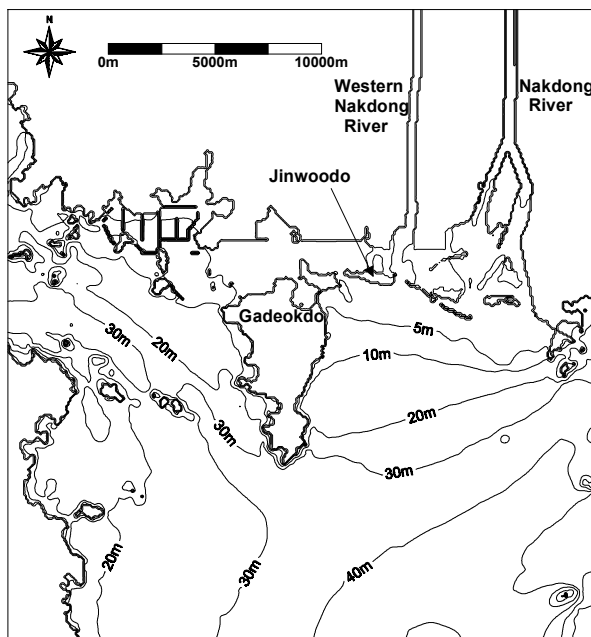 N
0m 5000m 10000m
Western
Nakdong
River
Nakdong
River
Jinwoodo
Gadeokdo
5m
10m
20m
30m
30m
20m
30m
20m
30m
40m